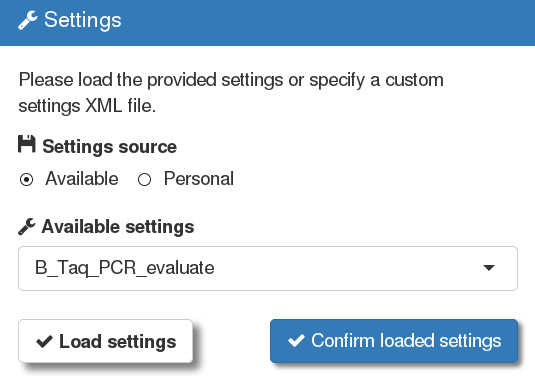 Settings
Please load the provided settings or specify a custom
settings XML file.
Settings source
Available Personal
Available settings
B_Taq_PCR_evaluate
Load settings Confirm loaded settings